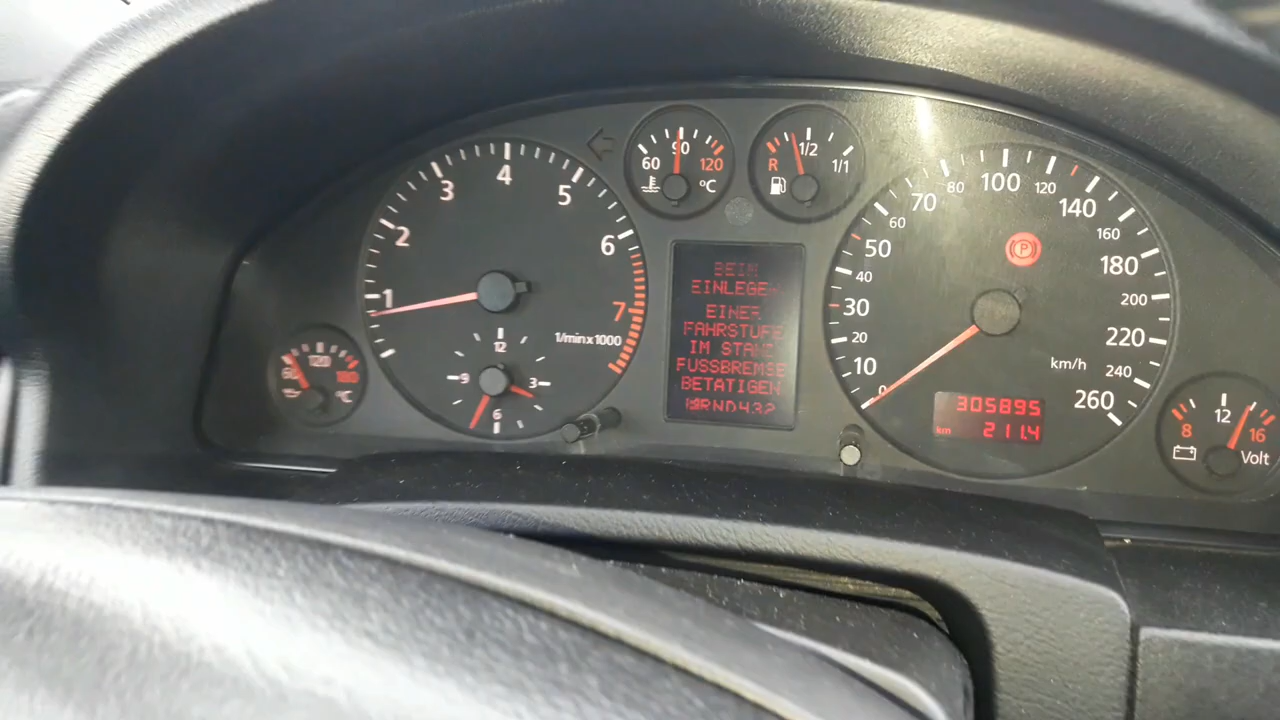 1
2
3
4
5
6
7
1/min x 1000
12
3
6
9
60
120
°C
60
90
120
°C
R
1/2
1/1
BEIM
EINLEGEN
EINER
FAHRSTUFE
IM STAND
FUSSBREMSE
BETÄTIGEN
PRND432
0
10
20
30
40
50
60
70
80
100
120
140
160
180
200
220
240
260
km/h
P
305895
km 211.4
8
12
16
Volt